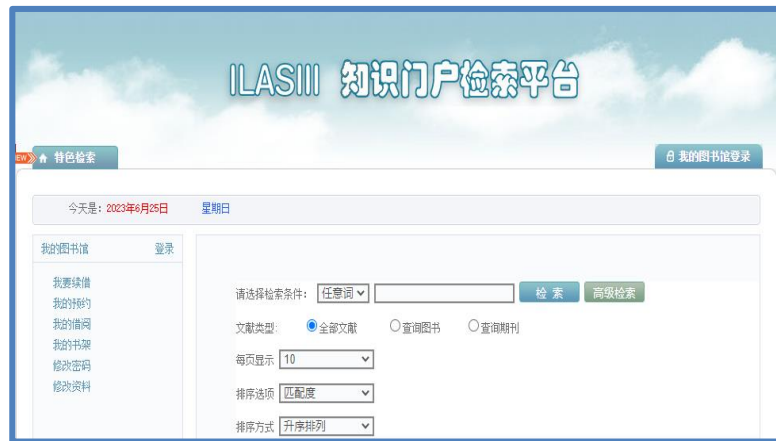 ILASIII 知识门户检索平台
NEW 特色检索
我的图书馆登录
今天是：2023年6月25日 星期日
我的图书馆 登录
我要续借
我的预约
我的借阅
我的书架
修改密码
修改资料
请选择检索条件： 任意词 检 索 高级检索
文献类型: 全部文献 查询图书 查询期刊
每页显示 10
排序选项 匹配度
排序方式 升序排列